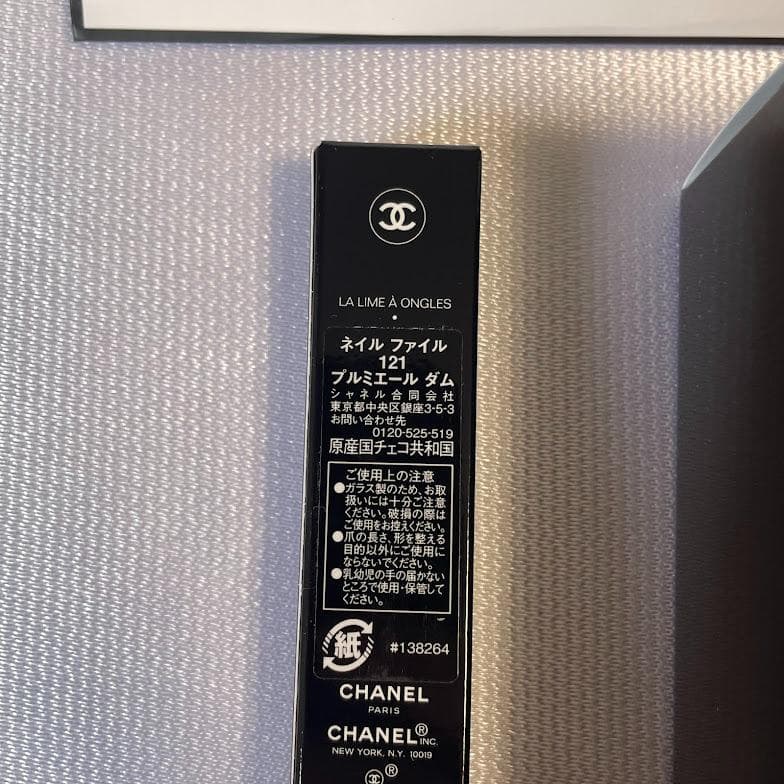 LA LIME À ONGLES
ネイル ファイル
121
プルミエール ダム
シャネル合同会社
東京都中央区銀座3-5-3
お問い合わせ先
0120-525-519
原産国チェコ共和国
ご使用上の注意
●ガラス製のため、お取
扱いには十分ご注意
ください。破損の際は
ご使用をお控えください。
●爪の長さ、形を整える
目的以外にご使用に
ならないでください。
●乳幼児の手の届かない
ところで使用・保管して
ください。
紙
#138264
CHANEL
PARIS
CHANEL® INC.
NEW YORK, N.Y. 10019
®